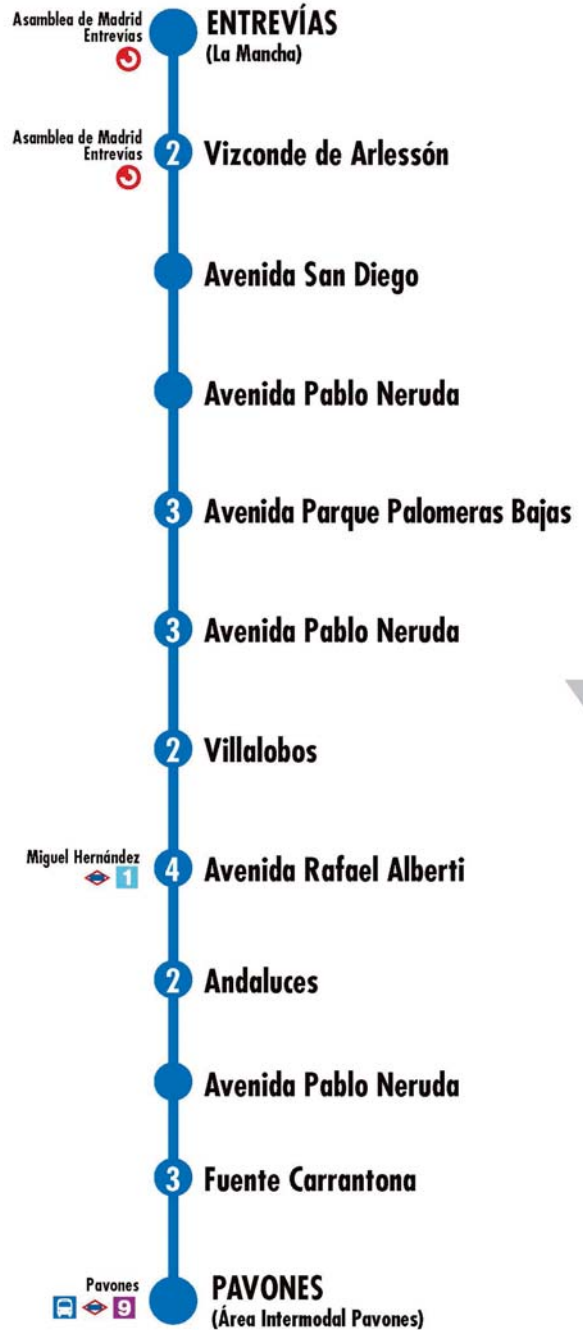 Asamblea de Madrid
Entrevías
ENTREVÍAS
(La Mancha)
Asamblea de Madrid
Entrevías
2 Vizconde de Arlessón
Avenida San Diego
Avenida Pablo Neruda
3 Avenida Parque Palomeras Bajas
3 Avenida Pablo Neruda
2 Villalobos
Miguel Hernández
1
4 Avenida Rafael Alberti
2 Andaluces
Avenida Pablo Neruda
3 Fuente Carrantona
Pavones
9
PAVONES
(Área Intermodal Pavones)